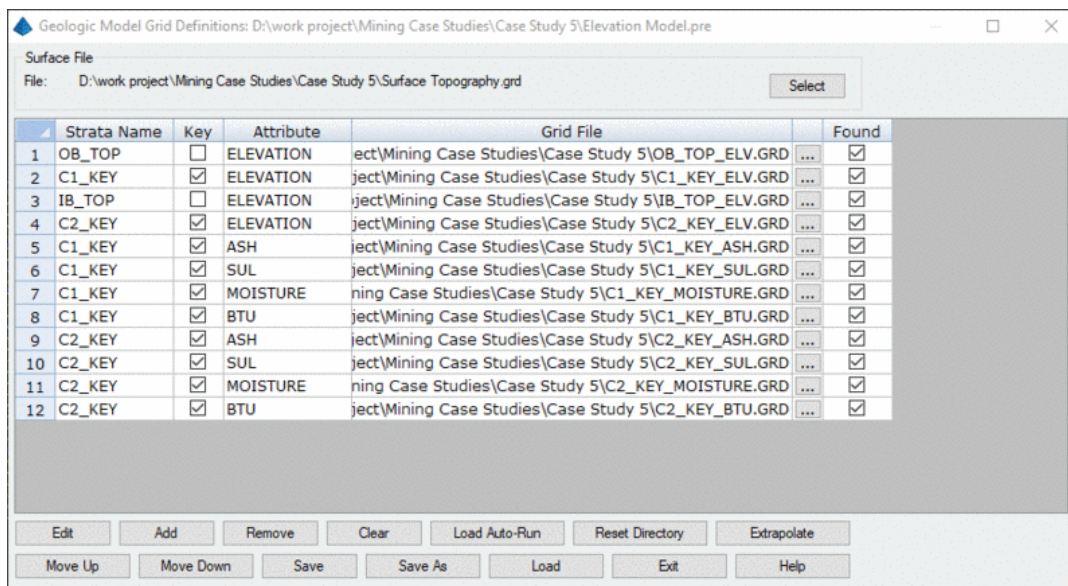 Geologic Model Grid Definitions: D:\work project\Mining Case Studies\Case Study 5\Elevation Model.pre
Surface File
File: D:\work project\Mining Case Studies\Case Study 5\Surface Topography.grd Select
Strata Name Key Attribute Grid File Found
1 OB_TOP ELEVATION ect\Mining Case Studies\Case Study 5\OB_TOP_ELV.GRD ...
2 C1_KEY ELEVATION ject\Mining Case Studies\Case Study 5\C1_KEY_ELV.GRD ...
3 IB_TOP ELEVATION ject\Mining Case Studies\Case Study 5\IB_TOP_ELV.GRD ...
4 C2_KEY ELEVATION ject\Mining Case Studies\Case Study 5\C2_KEY_ELV.GRD ...
5 C1_KEY ASH ject\Mining Case Studies\Case Study 5\C1_KEY_ASH.GRD ...
6 C1_KEY SUL ject\Mining Case Studies\Case Study 5\C1_KEY_SUL.GRD ...
7 C1_KEY MOISTURE ning Case Studies\Case Study 5\C1_KEY_MOISTURE.GRD ...
8 C1_KEY BTU ject\Mining Case Studies\Case Study 5\C1_KEY_BTU.GRD ...
9 C2_KEY ASH ject\Mining Case Studies\Case Study 5\C2_KEY_ASH.GRD ...
10 C2_KEY SUL ject\Mining Case Studies\Case Study 5\C2_KEY_SUL.GRD ...
11 C2_KEY MOISTURE ning Case Studies\Case Study 5\C2_KEY_MOISTURE.GRD ...
12 C2_KEY BTU ject\Mining Case Studies\Case Study 5\C2_KEY_BTU.GRD ...
Edit Add Remove Clear Load Auto-Run Reset Directory Extrapolate
Move Up Move Down Save Save As Load Exit Help